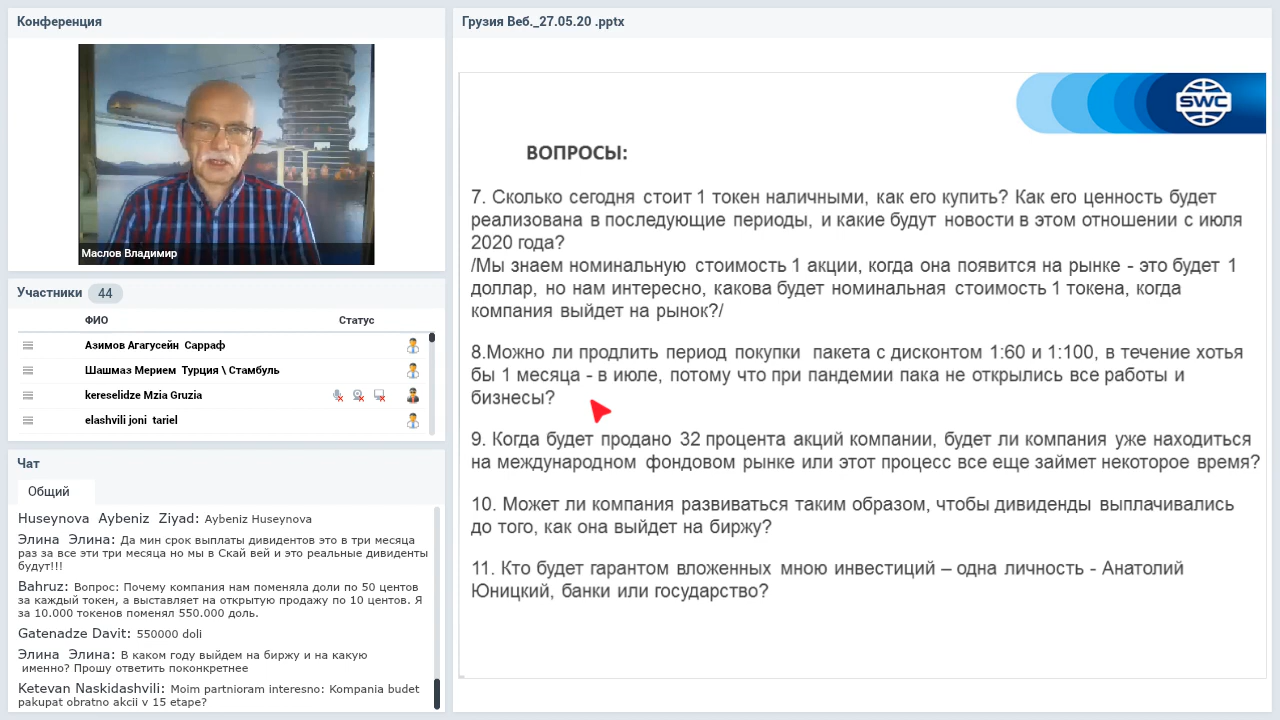 Конференция
Маслов Владимир
Участники 44
ФИО Статус
Азимов Агагусейн Сарраф
Шашмаз Мерием Турция \ Стамбуль
kereselidze Mzia Gruzia
elashvili joni tariel
Чат
Общий
Huseynova Aybeniz Ziyad: Aybeniz Huseynova
Элина Элина: Да мин срок выплаты дивидентов это в три месаца
раз за все эти три месаца но мы в Скай вей и это реальные дивиденты
будут!!!
Bahruz: Вопрос: Почему компания нам поменяла доли по 50 центов
за каждый токен, а выставляет на открытую продажу по 10 центов. Я
за 10.000 токенов поменял 550.000 доль.
Gatenadze Davit: 550000 doli
Элина Элина: В каком году выйдем на биржу и на какую
именно? Прошу ответить поконкретнее
Ketevan Naskidashvili: Moim partnioram interesno: Kompania budet
pakupat obratno akcii v 15 etape?
Грузия Веб._27.05.20 .pptx
SWC
ВОПРОСЫ:
7. Сколько сегодня стоит 1 токен наличными, как его купить? Как его ценность будет
реализована в последующие периоды, и какие будут новости в этом отношении с июля
2020 года?
/Мы знаем номинальную стоимость 1 акции, когда она появится на рынке - это будет 1
доллар, но нам интересно, какова будет номинальная стоимость 1 токена, когда
компания выйдет на рынок?/
8.Можно ли продлить период покупки пакета с дисконтом 1:60 и 1:100, в течение хотья
бы 1 месяца - в июле, потому что при пандемии пака не открылись все работы и
бизнесы?
9. Когда будет продано 32 процента акций компании, будет ли компания уже находиться
на международном фондовом рынке или этот процесс все еще займет некоторое время?
10. Может ли компания развиваться таким образом, чтобы дивиденды выплачивались
до того, как она выйдет на биржу?
11. Кто будет гарантом вложенных мною инвестиций – одна личность - Анатолий
Юницкий, банки или государство?